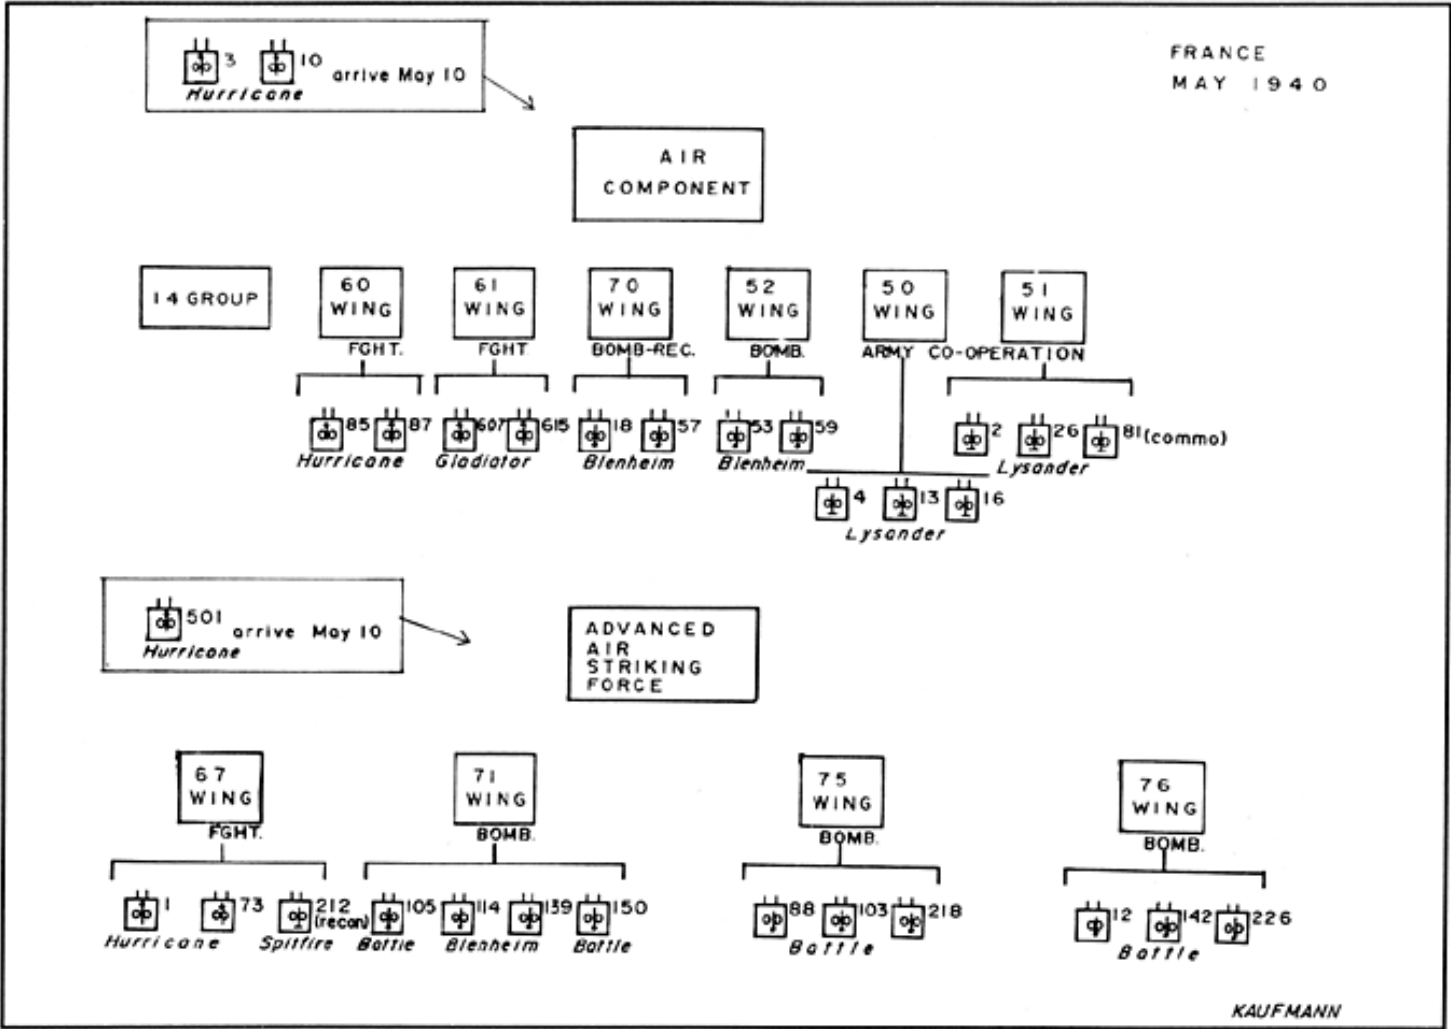 FRANCE
MAY 1940
3 10 arrive May 10
Hurricane
AIR
COMPONENT
14 GROUP
60
WING
FGHT.
85 87
Hurricane
61
WING
FGHT
607 615
Gladiator
70
WING
BOMB-REC.
18 57
Blenheim
52
WING
BOMB.
53 59
Blenheim
50
WING
51
WING
ARMY CO-OPERATION
4 13 16
Lysander
2 26 81 (commo)
Lysander
501 arrive May 10
Hurricane
ADVANCED
AIR
STRIKING
FORCE
67
WING
FGHT.
1 73 212
(recon)
Hurricane Spitfire
71
WING
BOMB.
105 114 139 150
Battle Blenheim Battle
75
WING
BOMB.
88 103 218
Battle
76
WING
BOMB.
12 142 226
Battle
KAUFMANN